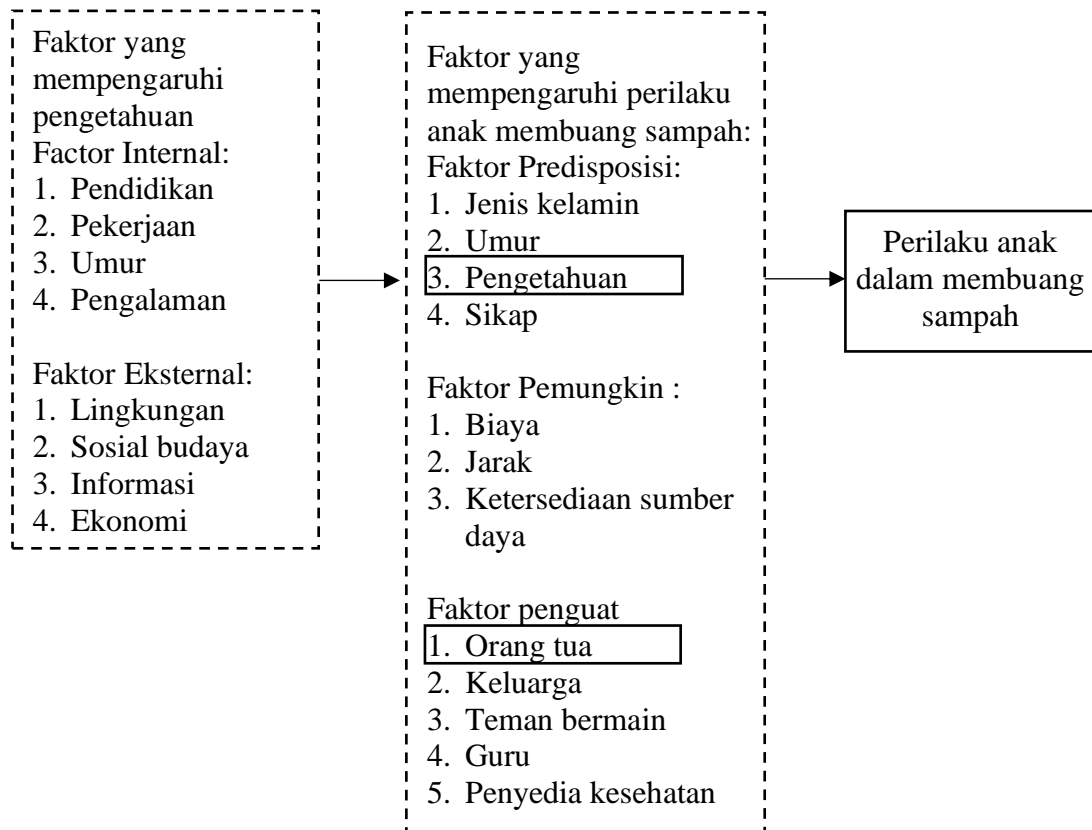 Faktor yang
mempengaruhi
pengetahuan
Factor Internal:
1. Pendidikan
2. Pekerjaan
3. Umur
4. Pengalaman
Faktor Eksternal:
1. Lingkungan
2. Sosial budaya
3. Informasi
4. Ekonomi
Faktor yang
mempengaruhi perilaku
anak membuang sampah:
Faktor Predisposisi:
1. Jenis kelamin
2. Umur
3. Pengetahuan
4. Sikap
Faktor Pemungkin :
1. Biaya
2. Jarak
3. Ketersediaan sumber
daya
Faktor penguat
1. Orang tua
2. Keluarga
3. Teman bermain
4. Guru
5. Penyedia kesehatan
Perilaku anak
dalam membuang
sampah